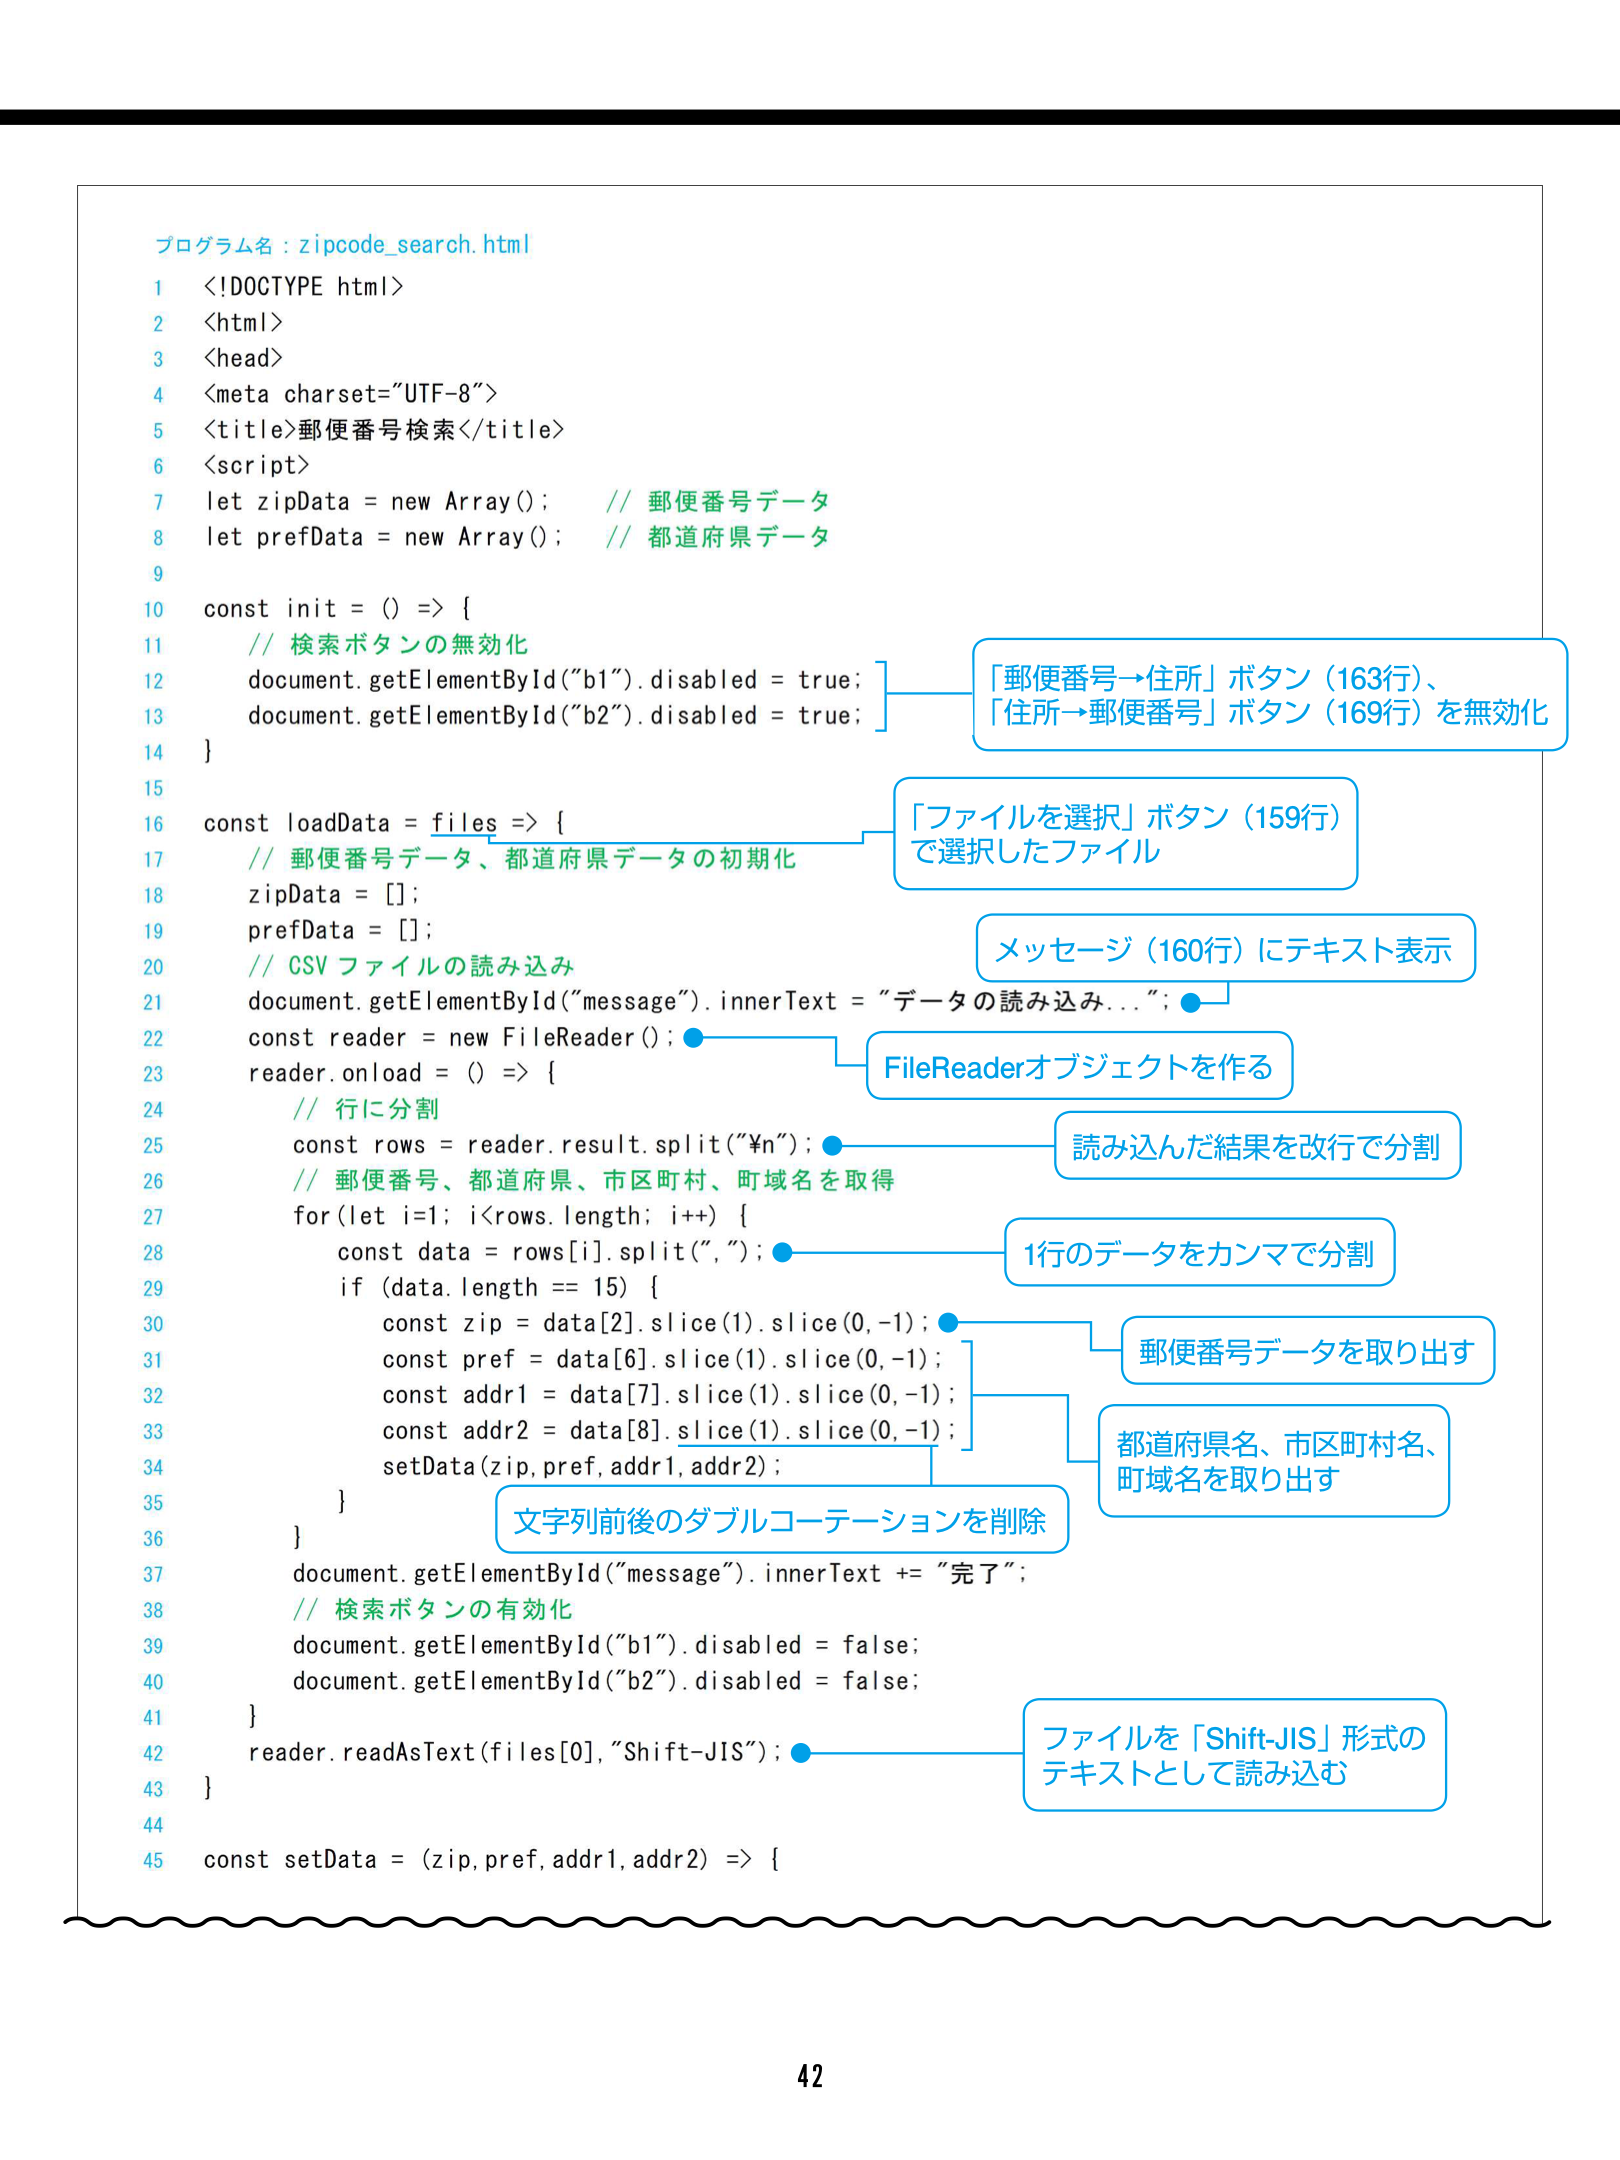 プログラム名：zipcode_search.html
1 <!DOCTYPE html>
2 <html>
3 <head>
4 <meta charset="UTF-8">
5 <title>郵便番号検索</title>
6 <script>
7 let zipData = new Array(); // 郵便番号データ
8 let prefData = new Array(); // 都道府県データ
9
10 const init = () => {
11 // 検索ボタンの無効化
12 document.getElementById("b1").disabled = true;
13 document.getElementById("b2").disabled = true;
「郵便番号→住所」ボタン（163行）、
「住所→郵便番号」ボタン（169行）を無効化
14 }
15
16 const loadData = files => {
「ファイルを選択」ボタン（159行）
で選択したファイル
17 // 郵便番号データ、都道府県データの初期化
18 zipData = [];
19 prefData = [];
20 // CSV ファイルの読み込み
メッセージ（160行）にテキスト表示
21 document.getElementById("message").innerText = "データの読み込み...";
22 const reader = new FileReader();
FileReaderオブジェクトを作る
23 reader.onload = () => {
24 // 行に分割
25 const rows = reader.result.split("¥n");
読み込んだ結果を改行で分割
26 // 郵便番号、都道府県、市区町村、町域名を取得
27 for(let i=1; i<rows.length; i++) {
28 const data = rows[i].split(",");
1行のデータをカンマで分割
29 if (data.length == 15) {
30 const zip = data[2].slice(1).slice(0,-1);
郵便番号データを取り出す
31 const pref = data[6].slice(1).slice(0,-1);
32 const addr1 = data[7].slice(1).slice(0,-1);
33 const addr2 = data[8].slice(1).slice(0,-1);
都道府県名、市区町村名、
町域名を取り出す
34 setData(zip,pref,addr1,addr2);
35 }
文字列前後のダブルコーテーションを削除
36 }
37 document.getElementById("message").innerText += "完了";
38 // 検索ボタンの有効化
39 document.getElementById("b1").disabled = false;
40 document.getElementById("b2").disabled = false;
41 }
42 reader.readAsText(files[0],"Shift-JIS");
ファイルを「Shift-JIS」形式の
テキストとして読み込む
43 }
44
45 const setData = (zip,pref,addr1,addr2) => {
42